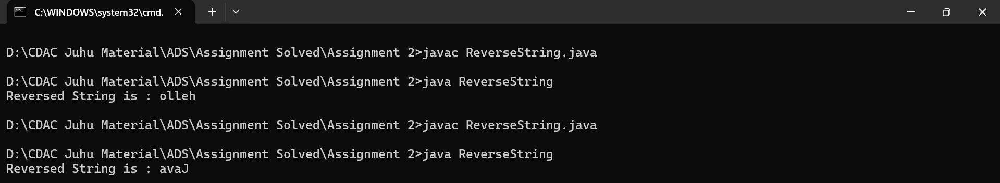 C:\WINDOWS\system32\cmd.
D:\CDAC Juhu Material\ADS\Assignment Solved\Assignment 2>javac ReverseString.java
D:\CDAC Juhu Material\ADS\Assignment Solved\Assignment 2>java ReverseString
Reversed String is : olleh
D:\CDAC Juhu Material\ADS\Assignment Solved\Assignment 2>javac ReverseString.java
D:\CDAC Juhu Material\ADS\Assignment Solved\Assignment 2>java ReverseString
Reversed String is : avaJ